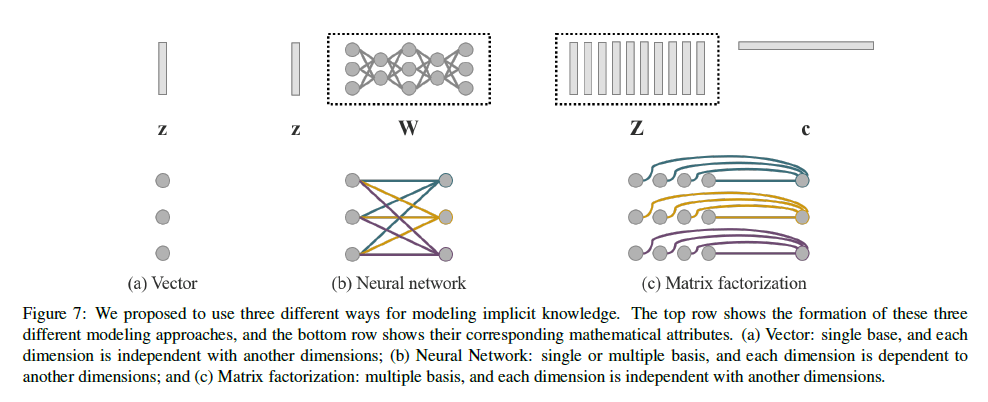 z z W Z c
(a) Vector (b) Neural network (c) Matrix factorization
Figure 7: We proposed to use three different ways for modeling implicit knowledge. The top row shows the formation of these three
different modeling approaches, and the bottom row shows their corresponding mathematical attributes. (a) Vector: single base, and each
dimension is independent with another dimensions; (b) Neural Network: single or multiple basis, and each dimension is dependent to
another dimensions; and (c) Matrix factorization: multiple basis, and each dimension is independent with another dimensions.